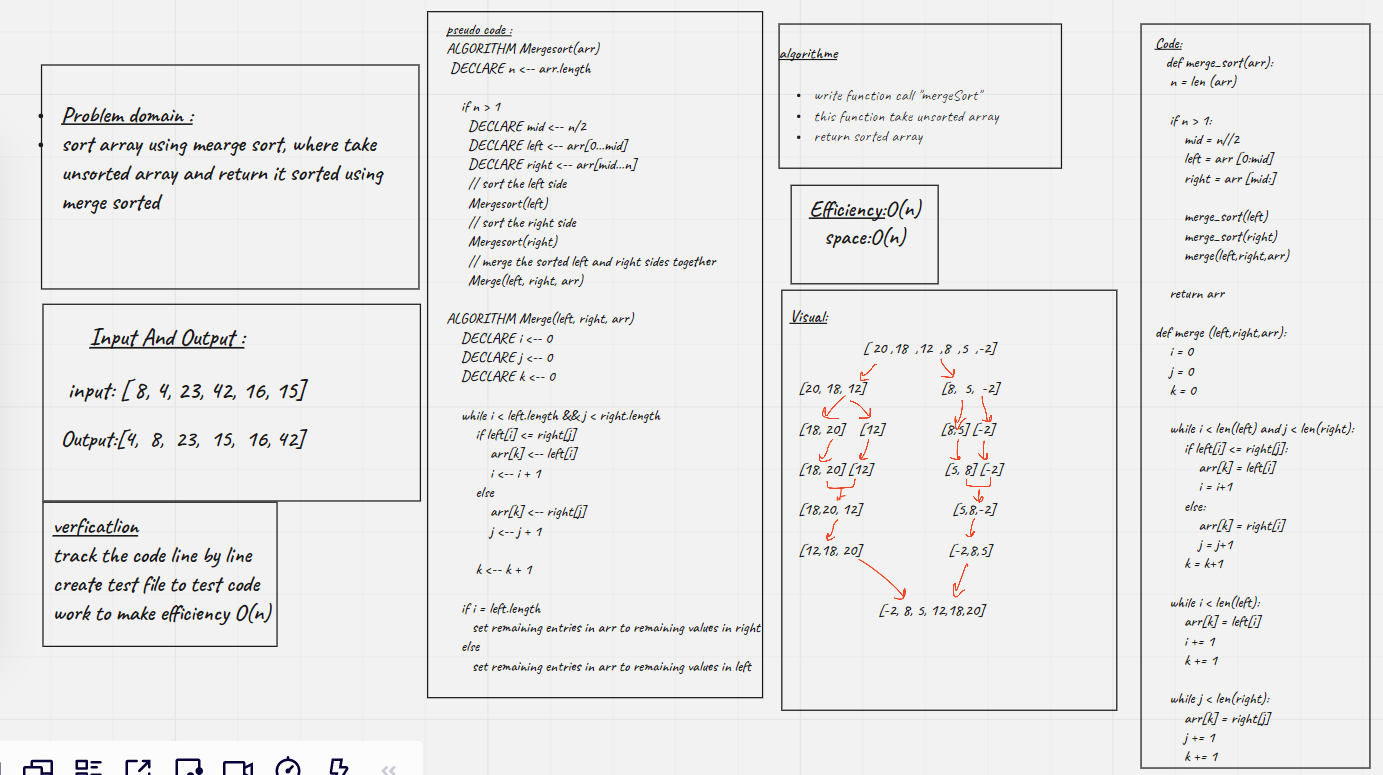 Problem domain :
sort array using mearge sort, where take
unsorted array and return it sorted using
merge sorted
Input And Output :
input: [ 8, 4, 23, 42, 16, 15]
Output:[4, 8, 23, 15, 16, 42]
verficatlion
track the code line by line
create test file to test code
work to make efficiency O(n)
pseudo code :
ALGORITHM Mergesort(arr)
DECLARE n <-- arr.length
if n > 1
DECLARE mid <-- n/2
DECLARE left <-- arr[0...mid]
DECLARE right <-- arr[mid...n]
// sort the left side
Mergesort(left)
// sort the right side
Mergesort(right)
// merge the sorted left and right sides together
Merge(left, right, arr)
ALGORITHM Merge(left, right, arr)
DECLARE i <-- 0
DECLARE j <-- 0
DECLARE k <-- 0
while i < left.length && j < right.length
if left[i] <= right[j]
arr[k] <-- left[i]
i <-- i + 1
else
arr[k] <-- right[j]
j <-- j + 1
k <-- k + 1
if i = left.length
set remaining entries in arr to remaining values in right
else
set remaining entries in arr to remaining values in left
algorithme
• write function call "mergeSort"
• this function take unsorted array
• return sorted array
Efficiency:O(n)
space:O(n)
Visual:
[ 20 ,18 ,12 ,8 ,5 ,-2]
[20, 18, 12] [8, 5, -2]
[18, 20] [12] [8,5] [-2]
[18, 20] [12] [5, 8] [-2]
[18,20, 12] [5,8,-2]
[12,18, 20] [-2,8,5]
[-2, 8, 5, 12,18,20]
Code:
def merge_sort(arr):
n = len (arr)
if n > 1:
mid = n//2
left = arr [0:mid]
right = arr [mid:]
merge_sort(left)
merge_sort(right)
merge(left,right,arr)
return arr
def merge (left,right,arr):
i = 0
j = 0
k = 0
while i < len(left) and j < len(right):
if left[i] <= right[j]:
arr[k] = left[i]
i = i+1
else:
arr[k] = right[i]
j = j+1
k = k+1
while i < len(left):
arr[k] = left[i]
i += 1
k += 1
while j < len(right):
arr[k] = right[j]
j += 1
k += 1